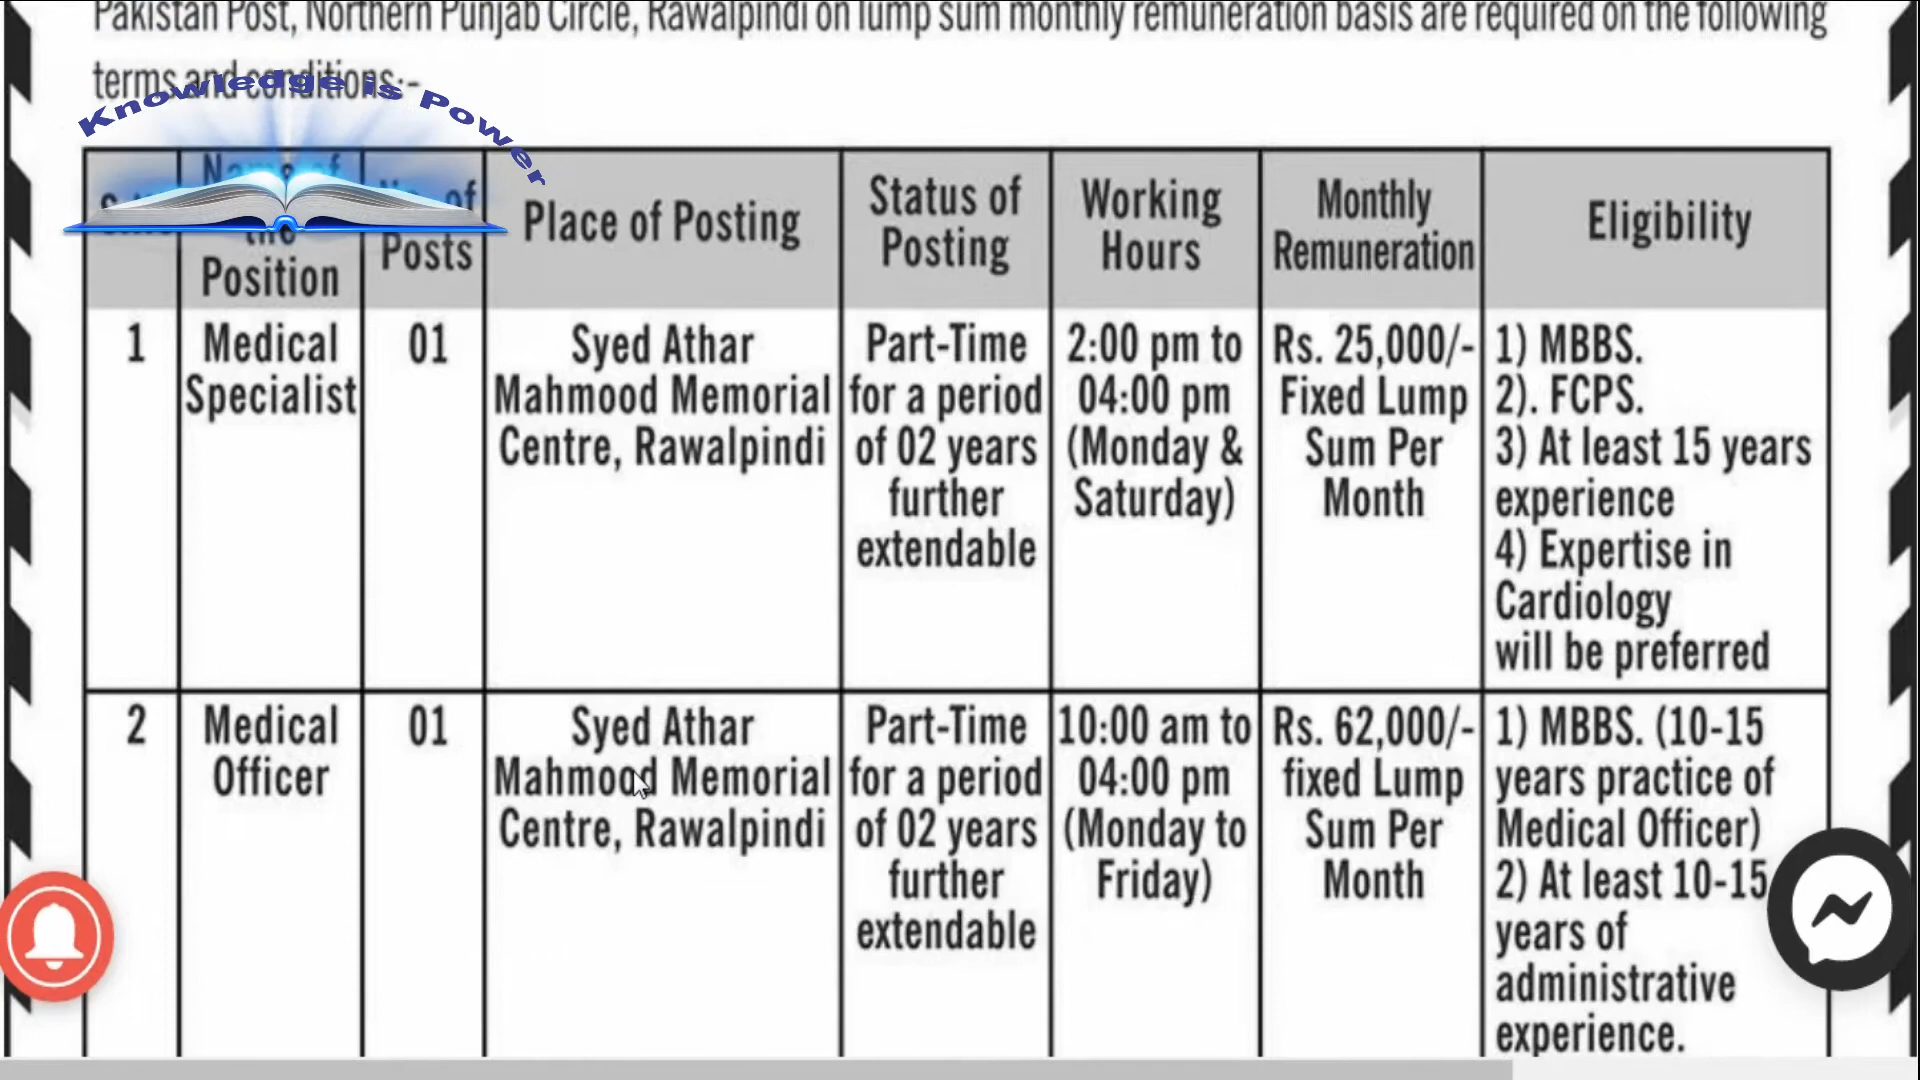 Pakistan Post, Northern Punjab Circle, Rawalpindi on lump sum monthly remuneration basis are required on the following
terms and conditions:-
Knowledge is Power
Name of
the
Position
No. of
Posts
Place of Posting
Status of
Posting
Working
Hours
Monthly
Remuneration
Eligibility
1
Medical
Specialist
01
Syed Athar
Mahmood Memorial
Centre, Rawalpindi
Part-Time
for a period
of 02 years
further
extendable
2:00 pm to
04:00 pm
(Monday &
Saturday)
Rs. 25,000/-
Fixed Lump
Sum Per
Month
1) MBBS.
2). FCPS.
3) At least 15 years
experience
4) Expertise in
Cardiology
will be preferred
2
Medical
Officer
01
Syed Athar
Mahmood Memorial
Centre, Rawalpindi
Part-Time
for a period
of 02 years
further
extendable
10:00 am to
04:00 pm
(Monday to
Friday)
Rs. 62,000/-
fixed Lump
Sum Per
Month
1) MBBS. (10-15
years practice of
Medical Officer)
2) At least 10-15
years of
administrative
experience.